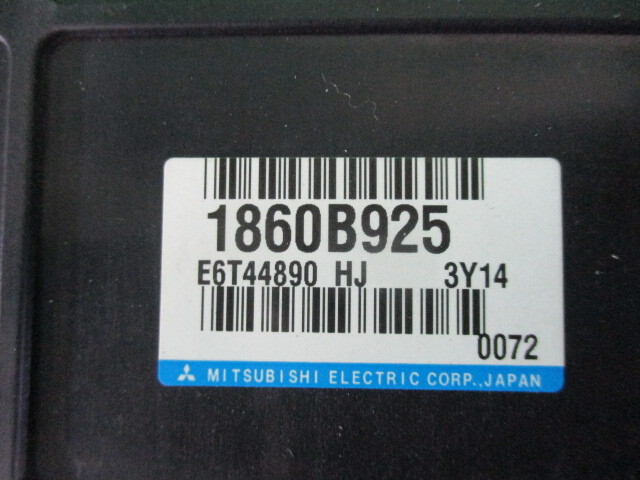 1860B925
E6T44890 HJ 3Y14
0072
MITSUBISHI ELECTRIC CORP., JAPAN